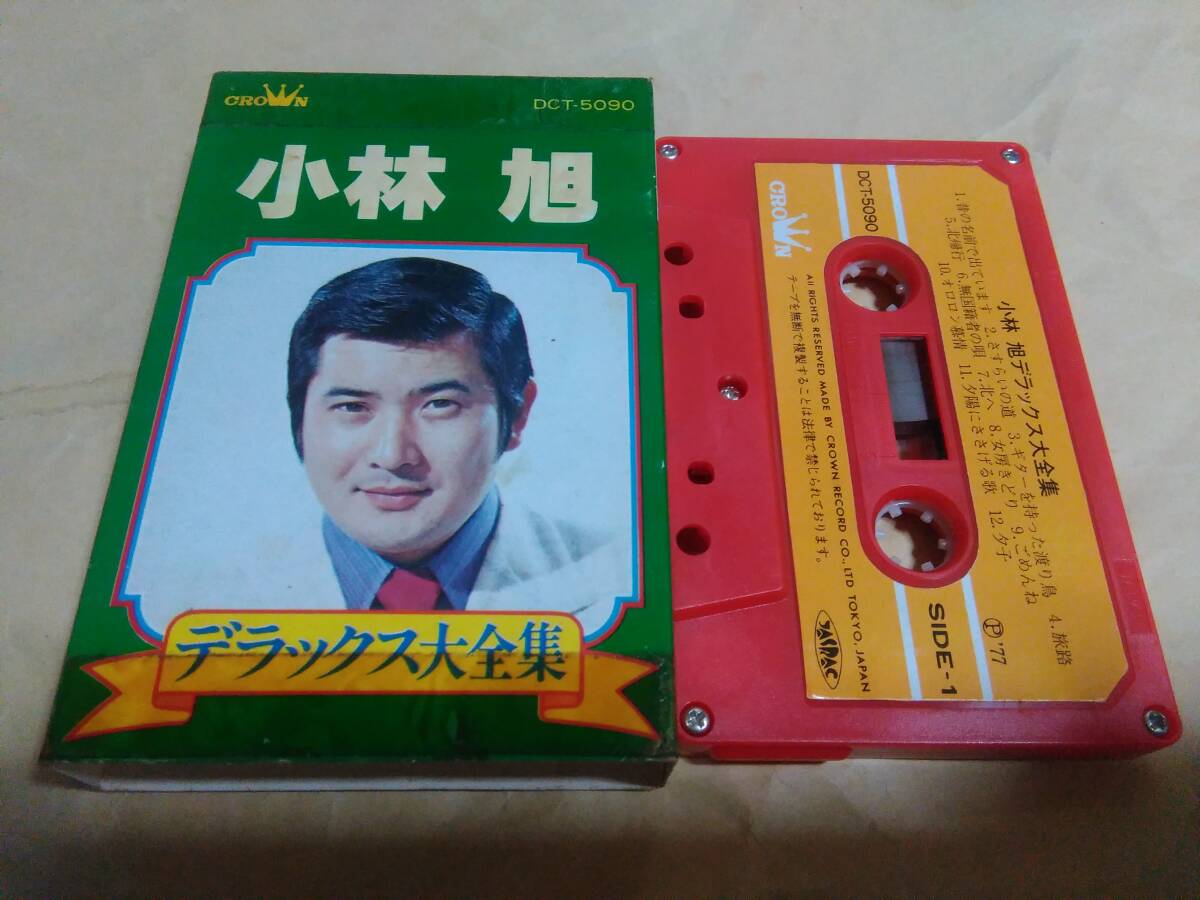 CROWN
DCT-5090
小林 旭
デラックス大全集
CROWN
DCT-5090
小林 旭デラックス大全集
1.昔の名前で出ています 2.さすらいの道 3.ギターを持った渡り鳥 4.旅路
5.北帰行 6.無国籍者の唄 7.北へ 8.女房きどり 9.ごめんね
10.オロロン慕情 11.夕陽にささげる歌 12.夕子
SIDE-1
Ⓟ'77
All RIGHTS RESERVED MADE BY CROWN RECORD CO., LTD TOKYO, JAPAN
テープを無断で複製することは法律で禁じられております。
JASRAC